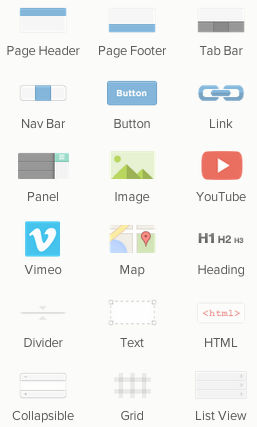 Page Header Page Footer Tab Bar
Button
Nav Bar Button Link
Panel Image YouTube
H1 H2 H3
Vimeo Map Heading
<html>
Divider Text HTML
Collapsible Grid List View